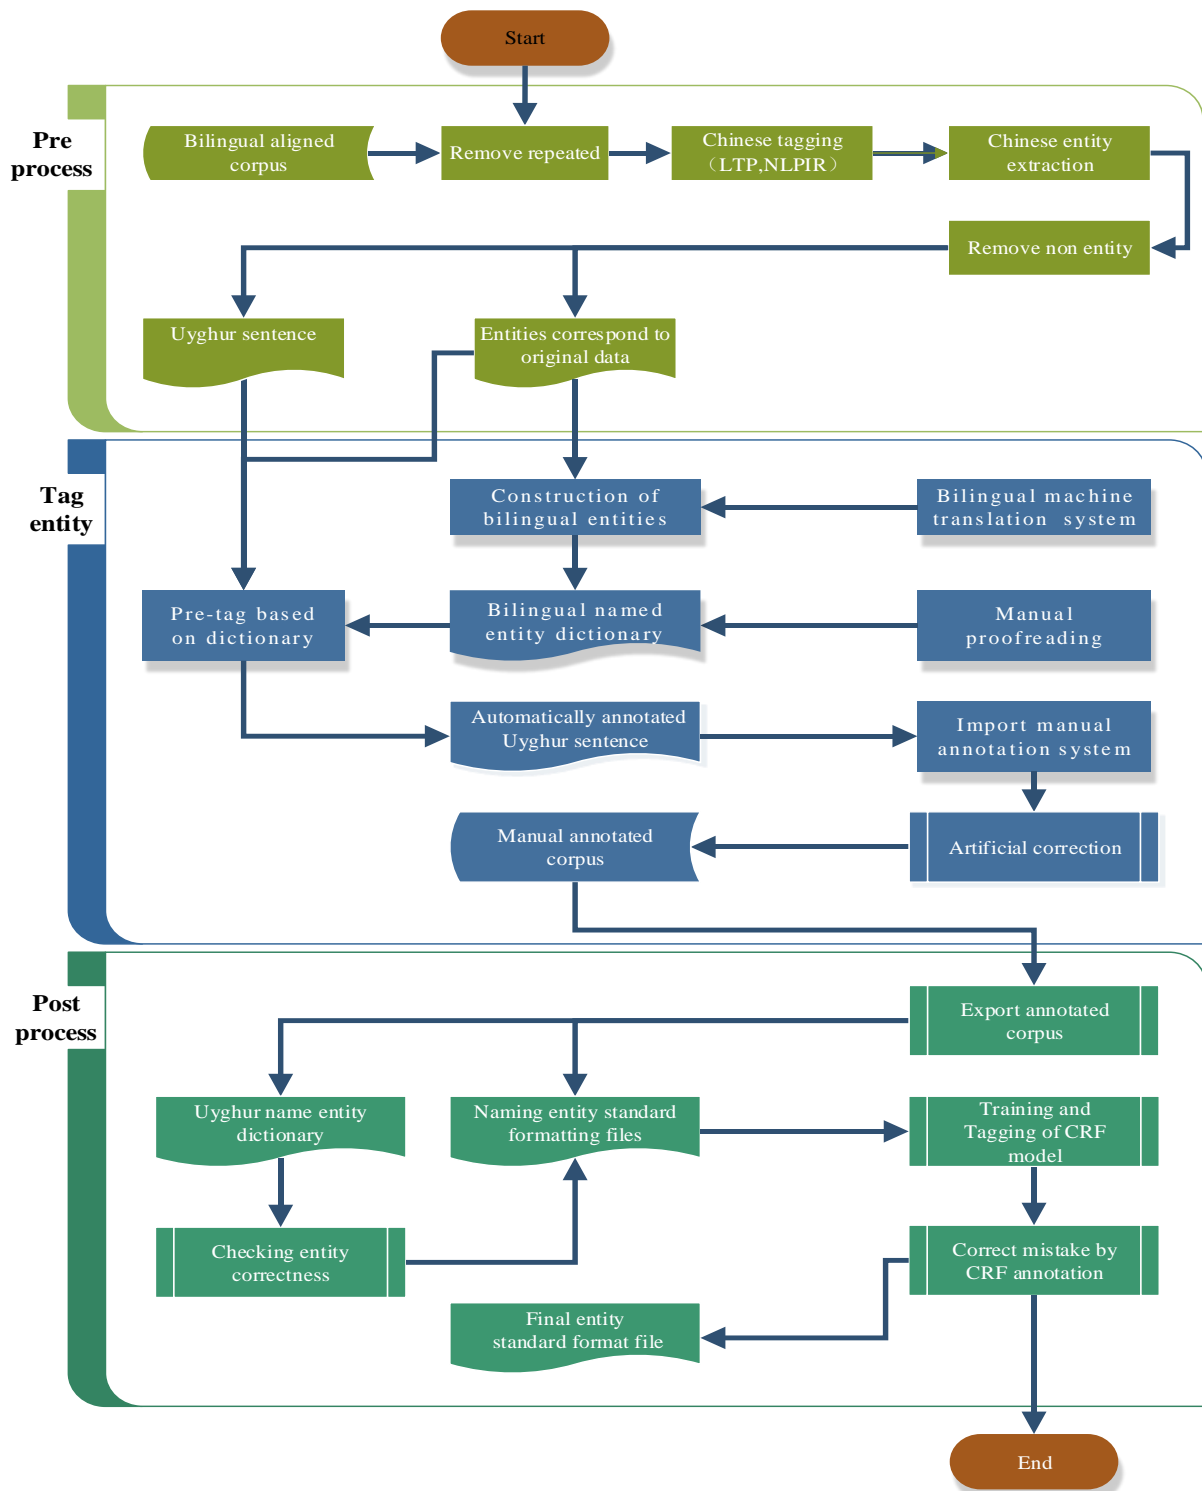 Start
Pre
process
Bilingual aligned
corpus
Remove repeated
Chinese tagging
（LTP,NLPIR）
Chinese entity
extraction
Remove non entity
Uyghur sentence
Entities correspond to
original data
Tag
entity
Construction of
bilingual entities
Bilingual machine
translation system
Pre-tag based
on dictionary
Bilingual named
entity dictionary
Manual
proofreading
Automatically annotated
Uyghur sentence
Import manual
annotation system
Manual annotated
corpus
Artificial correction
Post
process
Export annotated
corpus
Uyghur name entity
dictionary
Naming entity standard
formatting files
Training and
Tagging of CRF
model
Checking entity
correctness
Correct mistake by
CRF annotation
Final entity
standard format file
End